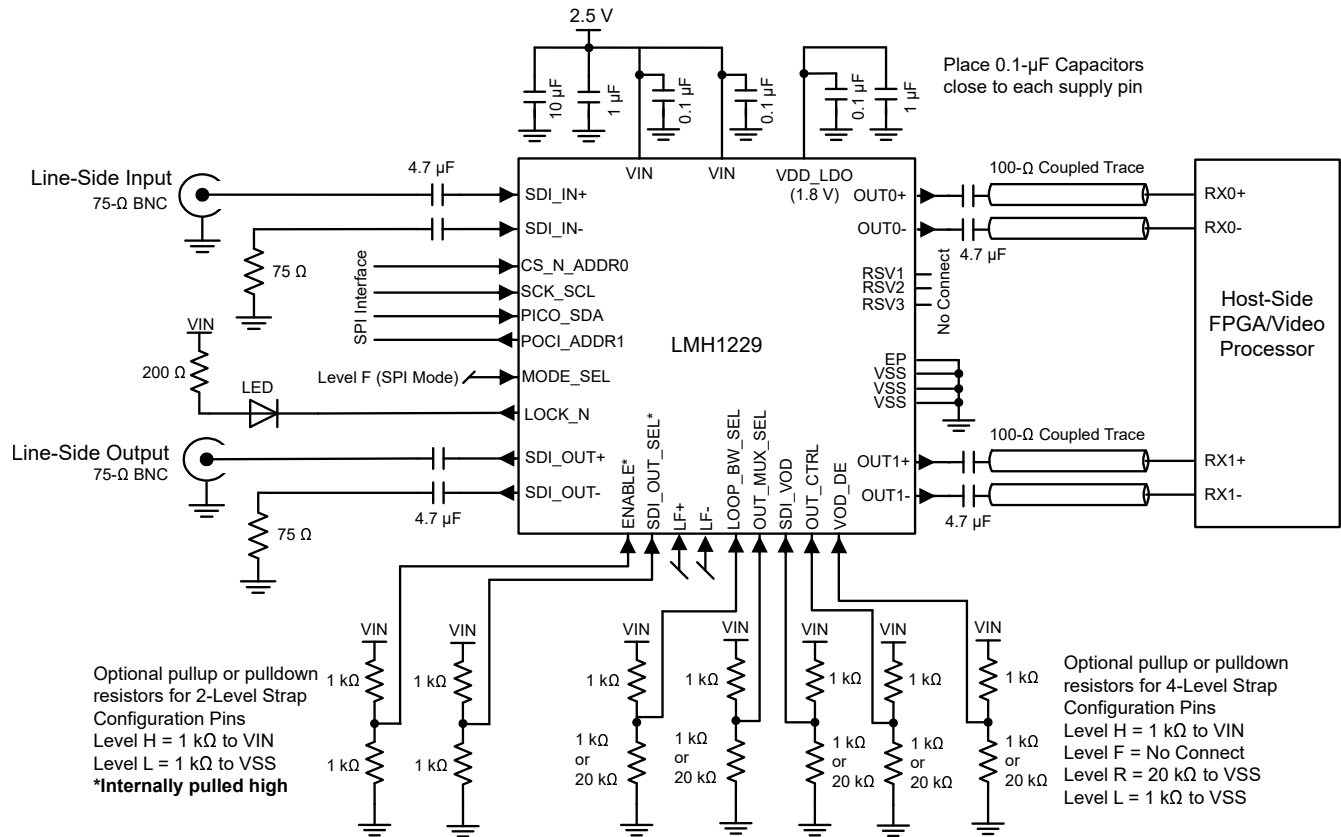 2.5 V
10 µF
1 µF
0.1 µF
0.1 µF
0.1 µF
1 µF
Place 0.1-µF Capacitors
close to each supply pin
Line-Side Input
75-Ω BNC
4.7 µF
75 Ω
SPI Interface
VIN
200 Ω
LED
Level F (SPI Mode)
Line-Side Output
75-Ω BNC
4.7 µF
75 Ω
VIN
VIN
VDD_LDO
(1.8 V)
SDI_IN+
SDI_IN-
CS_N_ADDR0
SCK_SCL
PICO_SDA
POCI_ADDR1
MODE_SEL
LOCK_N
SDI_OUT+
SDI_OUT-
LMH1229
OUT0+
OUT0-
RSV1
RSV2
RSV3
No Connect
EP
VSS
VSS
VSS
OUT1+
OUT1-
ENABLE*
SDI_OUT_SEL*
LF+
LF-
LOOP_BW_SEL
OUT_MUX_SEL
SDI_VOD
OUT_CTRL
VOD_DE
100-Ω Coupled Trace
4.7 µF
100-Ω Coupled Trace
4.7 µF
RX0+
RX0-
Host-Side
FPGA/Video
Processor
RX1+
RX1-
Optional pullup or pulldown
resistors for 2-Level Strap
Configuration Pins
Level H = 1 kΩ to VIN
Level L = 1 kΩ to VSS
*Internally pulled high
VIN
1 kΩ
1 kΩ
VIN
1 kΩ
1 kΩ
VIN
1 kΩ
1 kΩ
or
20 kΩ
VIN
1 kΩ
1 kΩ
or
20 kΩ
VIN
1 kΩ
1 kΩ
or
20 kΩ
VIN
1 kΩ
1 kΩ
or
20 kΩ
VIN
1 kΩ
1 kΩ
or
20 kΩ
Optional pullup or pulldown
resistors for 4-Level Strap
Configuration Pins
Level H = 1 kΩ to VIN
Level F = No Connect
Level R = 20 kΩ to VSS
Level L = 1 kΩ to VSS